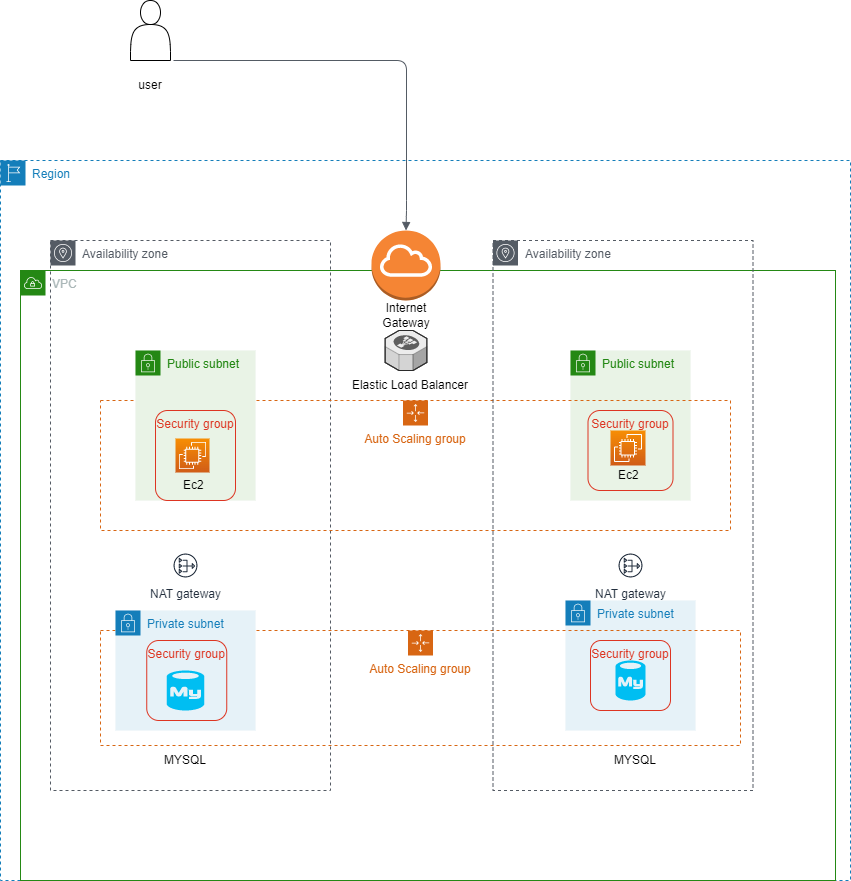 user
Region
Availability zone
Availability zone
VPC
Internet
Gateway
Elastic Load Balancer
Public subnet
Public subnet
Security group
Security group
Auto Scaling group
Ec2
Ec2
NAT gateway
NAT gateway
Private subnet
Private subnet
Security group
Security group
Auto Scaling group
My
My
MYSQL
MYSQL